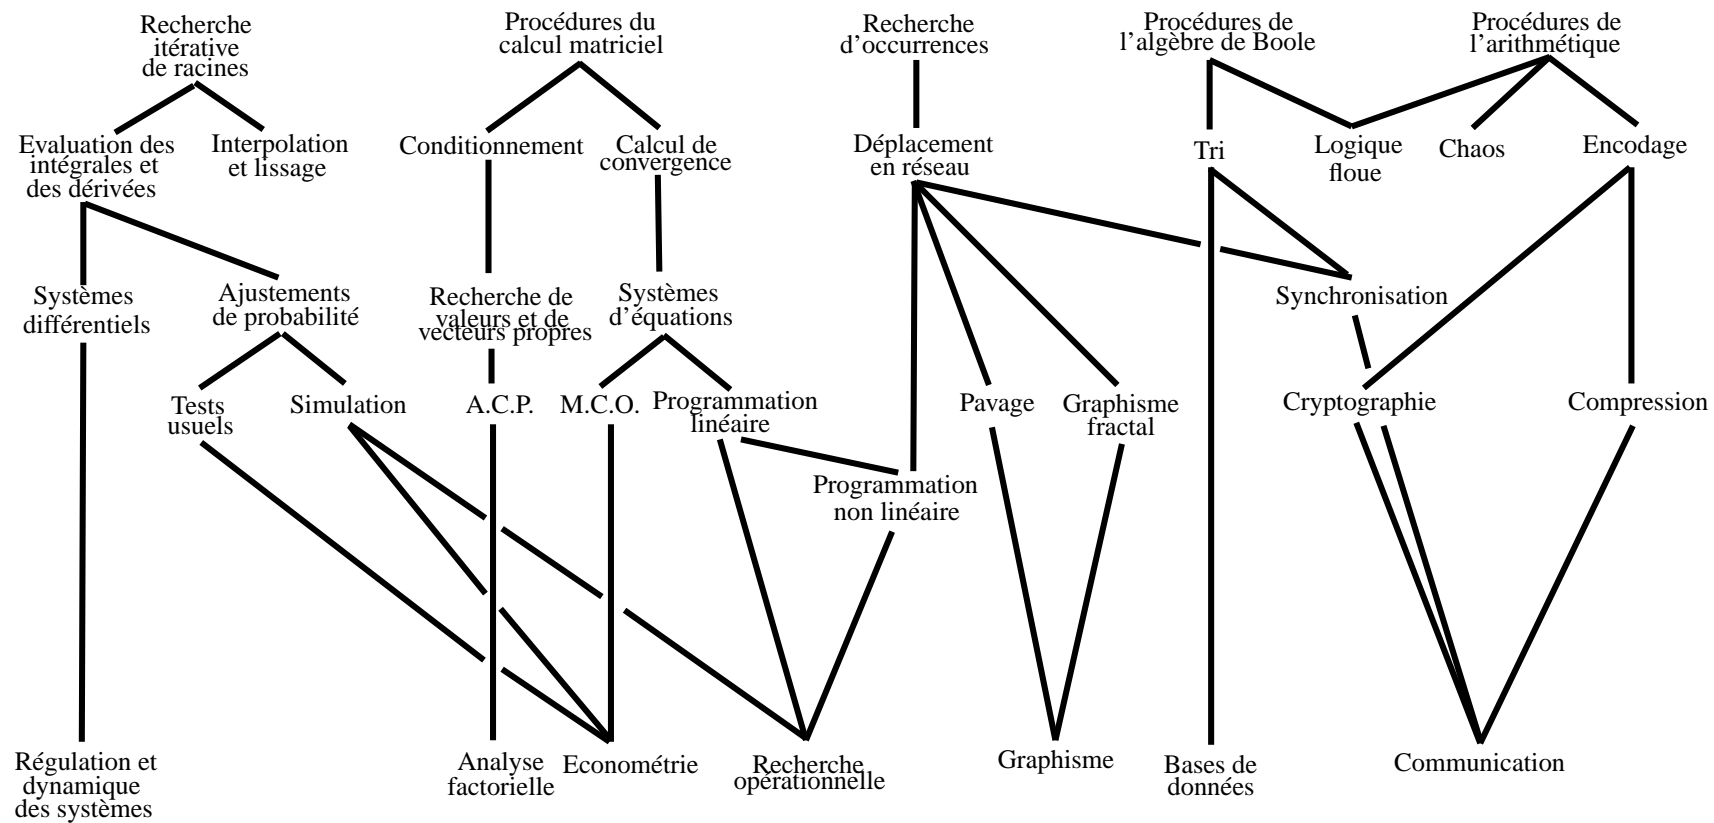 Recherche
itérative
de racines
Procédures du
calcul matriciel
Recherche
d’occurrences
Procédures de
l’algèbre de Boole
Procédures de
l’arithmétique
Evaluation des
intégrales et
des dérivées
Interpolation
et lissage
Conditionnement
Calcul de
convergence
Déplacement
en réseau
Tri
Logique
floue
Chaos
Encodage
Systèmes
différentiels
Ajustements
de probabilité
Recherche de
valeurs et de
vecteurs propres
Systèmes
d’équations
Synchronisation
Tests
usuels
Simulation
A.C.P.
M.C.O.
Programmation
linéaire
Pavage
Graphisme
fractal
Cryptographie
Compression
Programmation
non linéaire
Régulation et
dynamique
des systèmes
Analyse
factorielle
Econométrie
Recherche
opérationnelle
Graphisme
Bases de
données
Communication